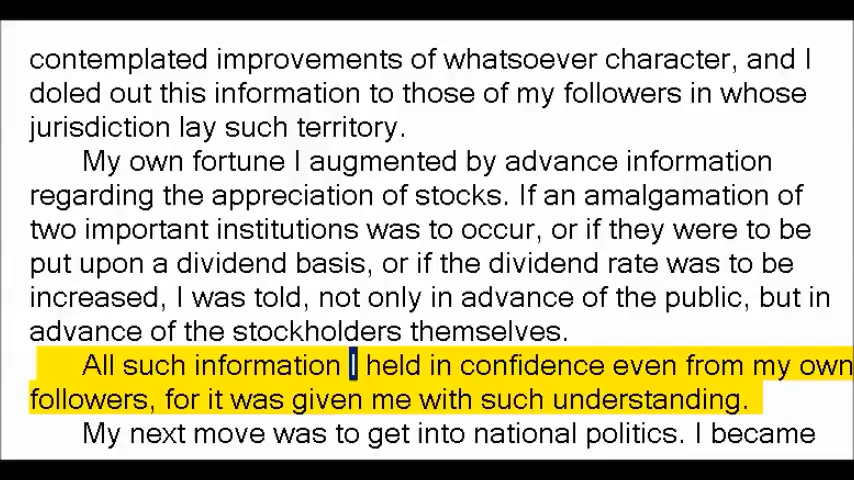 contemplated improvements of whatsoever character, and I
doled out this information to those of my followers in whose
jurisdiction lay such territory.
My own fortune I augmented by advance information
regarding the appreciation of stocks. If an amalgamation of
two important institutions was to occur, or if they were to be
put upon a dividend basis, or if the dividend rate was to be
increased, I was told, not only in advance of the public, but in
advance of the stockholders themselves.
All such information I held in confidence even from my own
followers, for it was given me with such understanding.
My next move was to get into national politics. I became